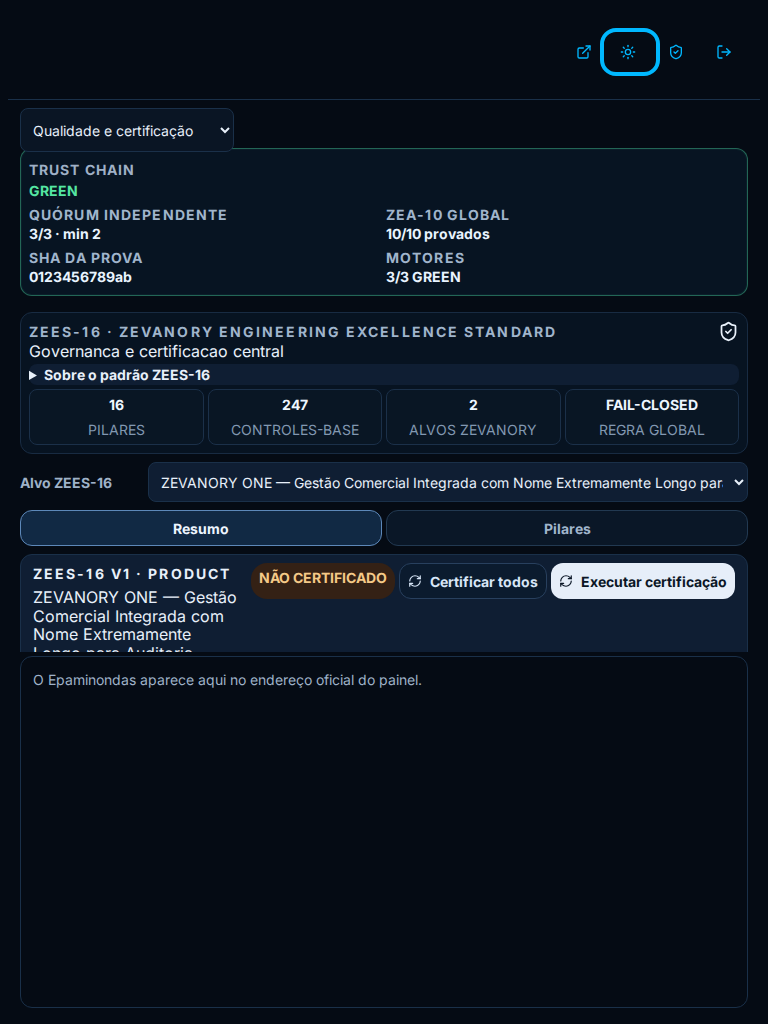 Qualidade e certificação
TRUST CHAIN
GREEN
QUÓRUM INDEPENDENTE
3/3 · min 2
ZEA-10 GLOBAL
10/10 provados
SHA DA PROVA
0123456789ab
MOTORES
3/3 GREEN
ZEES-16 · ZEVANORY ENGINEERING EXCELLENCE STANDARD
Governanca e certificacao central
Sobre o padrão ZEES-16
16
PILARES
247
CONTROLES-BASE
2
ALVOS ZEVANORY
FAIL-CLOSED
REGRA GLOBAL
Alvo ZEES-16
ZEVANORY ONE — Gestão Comercial Integrada com Nome Extremamente Longo par
Resumo
Pilares
ZEES-16 V1 · PRODUCT
ZEVANORY ONE — Gestão
Comercial Integrada com
Nome Extremamente
Longo para Auditoria
NÃO CERTIFICADO
Certificar todos
Executar certificação
O Epaminondas aparece aqui no endereço oficial do painel.